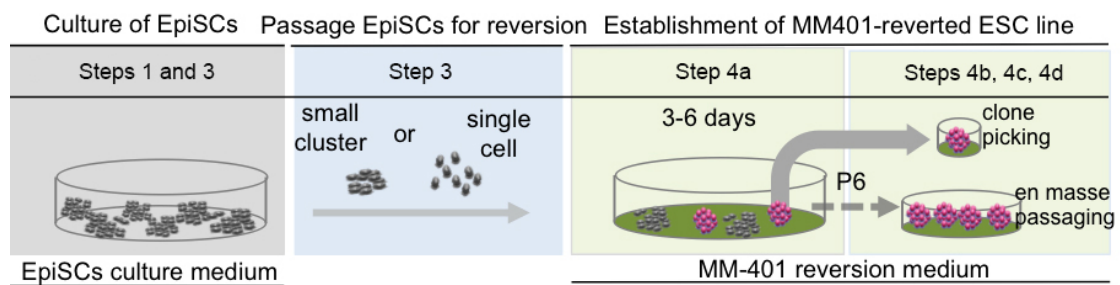 Culture of EpiSCs
Passage EpiSCs for reversion
Establishment of MM401-reverted ESC line
Steps 1 and 3
Step 3
Step 4a
Steps 4b, 4c, 4d
small
cluster
or
single
cell
3-6 days
clone
picking
P6
en masse
passaging
EpiSCs culture medium
MM-401 reversion medium